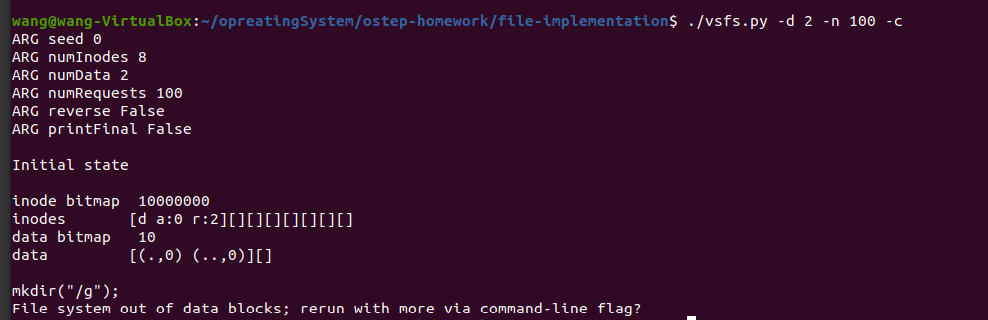 wang@wang-VirtualBox:~/opreatingSystem/ostep-homework/file-implementation$ ./vsfs.py -d 2 -n 100 -c
ARG seed 0
ARG numInodes 8
ARG numData 2
ARG numRequests 100
ARG reverse False
ARG printFinal False
Initial state
inode bitmap  10000000
inodes       [d a:0 r:2][][][][][][][]
data bitmap   10
data         [(.,0) (..,0)][]
mkdir("/g");
File system out of data blocks; rerun with more via command-line flag?